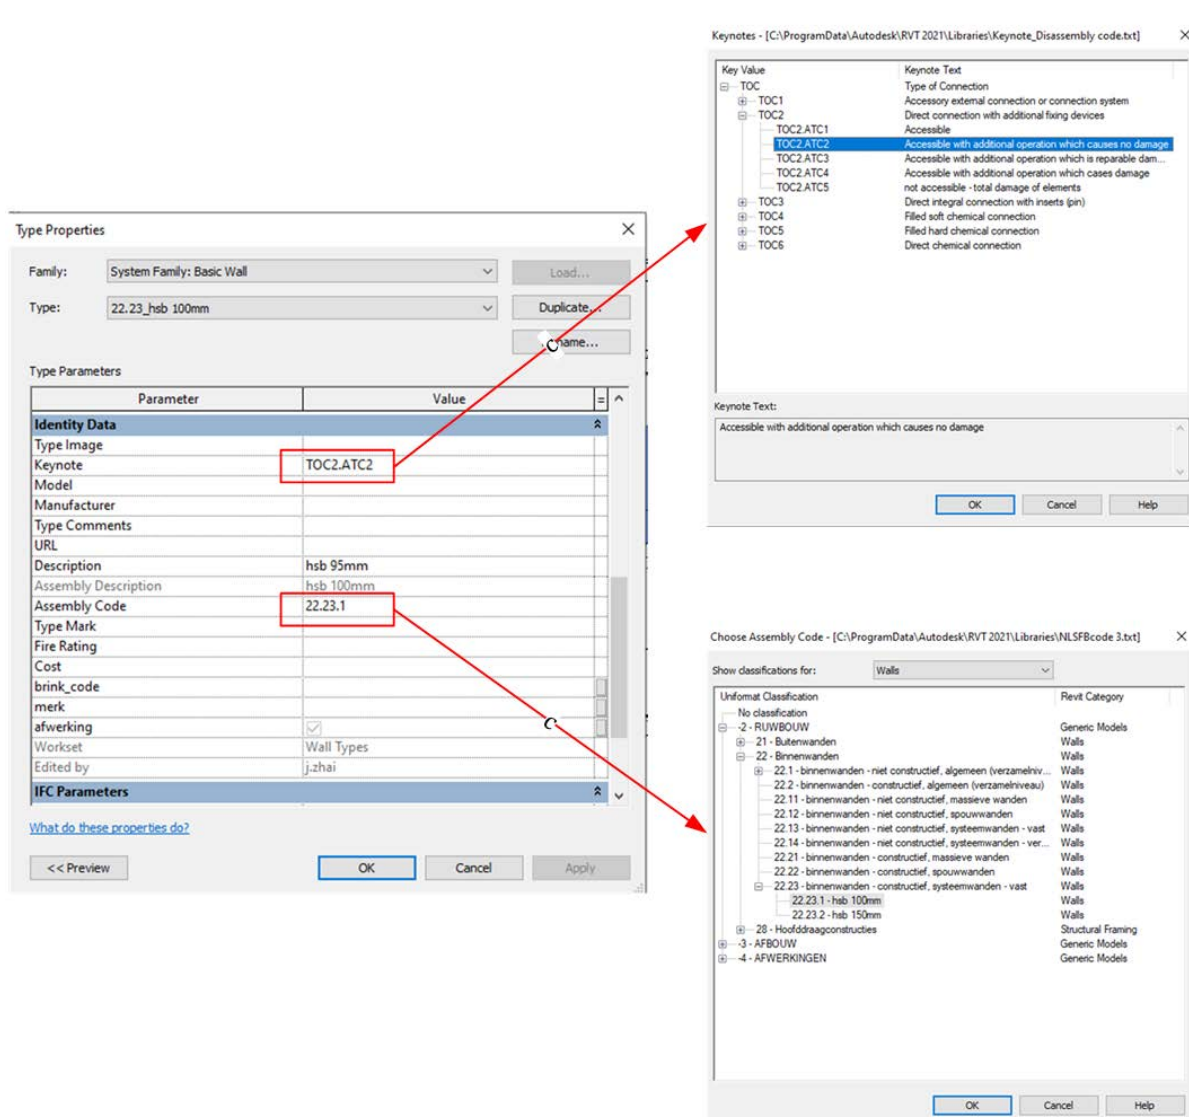 Keynotes - [C:\ProgramData\Autodesk\RVT 2021\Libraries\Keynote_Disassembly code.txt]
Key Value Keynote Text
TOC Type of Connection
TOC1 Accessory external connection or connection system
TOC2 Direct connection with additional fixing devices
TOC2.ATC1 Accessible
TOC2.ATC2 Accessible with additional operation which causes no damage
TOC2.ATC3 Accessible with additional operation which is reparable dam...
TOC2.ATC4 Accessible with additional operation which cases damage
TOC2.ATC5 not accessible - total damage of elements
TOC3 Direct integral connection with inserts (pin)
TOC4 Filled soft chemical connection
TOC5 Filled hard chemical connection
TOC6 Direct chemical connection
Keynote Text:
Accessible with additional operation which causes no damage
OK Cancel Help
Type Properties
Family: System Family: Basic Wall Load...
Type: 22.23_hsb 100mm Duplicate...
name...
C
Type Parameters
Parameter Value =
Identity Data
Type Image
Keynote TOC2.ATC2
Model
Manufacturer
Type Comments
URL
Description hsb 95mm
Assembly Description hsb 100mm
Assembly Code 22.23.1
Type Mark
Fire Rating
Cost
brink_code
merk
afwerking
C
Workset Wall Types
Edited by j.zhai
IFC Parameters
What do these properties do?
<< Preview OK Cancel Apply
Choose Assembly Code - [C:\ProgramData\Autodesk\RVT 2021\Libraries\NLSFBcode 3.txt]
Show classifications for: Walls
Uniformat Classification Revit Category
No classification
-2 - RUWBOUW Generic Models
21 - Buitenwanden Walls
22 - Binnenwanden Walls
22.1 - binnenwanden - niet constructief, algemeen (verzamelniv... Walls
22.2 - binnenwanden - constructief, algemeen (verzamelniveau) Walls
22.11 - binnenwanden - niet constructief, massieve wanden Walls
22.12 - binnenwanden - niet constructief, spouwwanden Walls
22.13 - binnenwanden - niet constructief, systeemwanden - vast Walls
22.14 - binnenwanden - niet constructief, systeemwanden - ver... Walls
22.21 - binnenwanden - constructief, massieve wanden Walls
22.22 - binnenwanden - constructief, spouwwanden Walls
22.23 - binnenwanden - constructief, systeemwanden - vast Walls
22.23.1 - hsb 100mm Walls
22.23.2 - hsb 150mm Walls
28 - Hoofddraagconstructies Structural Framing
-3 - AFBOUW Generic Models
-4 - AFWERKINGEN Generic Models
OK Cancel Help